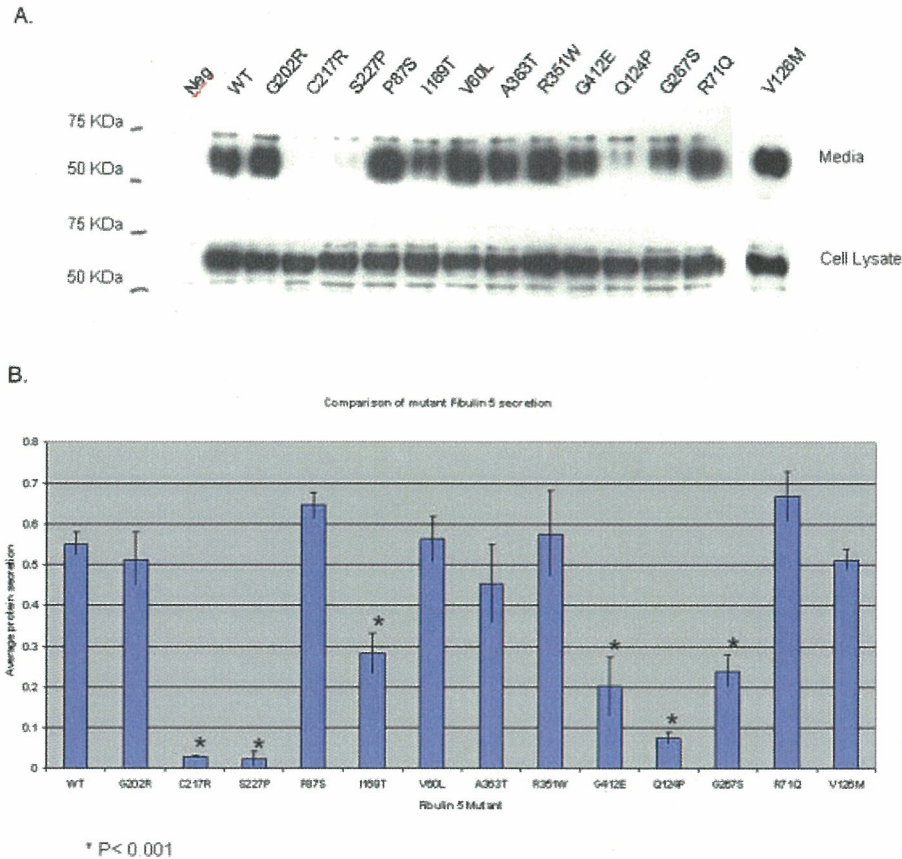 A.
Neg WT G202R C217R S227P P87S I169T V60L A363T R351W G412E Q124P G267S R71Q V126M
75 KDa
50 KDa
Media
75 KDa
50 KDa
Cell Lysate
B.
Comparison of mutant Fibulin 5 secretion
Average protein secretion
0.8
0.7
0.6
0.5
0.4
0.3
0.2
0.1
0
* * * * * *
WT G202R C217R S227P P87S I169T V60L A363T R351W G412E Q124P G267S R71Q V126M
Fibulin 5 Mutant
* P< 0.001